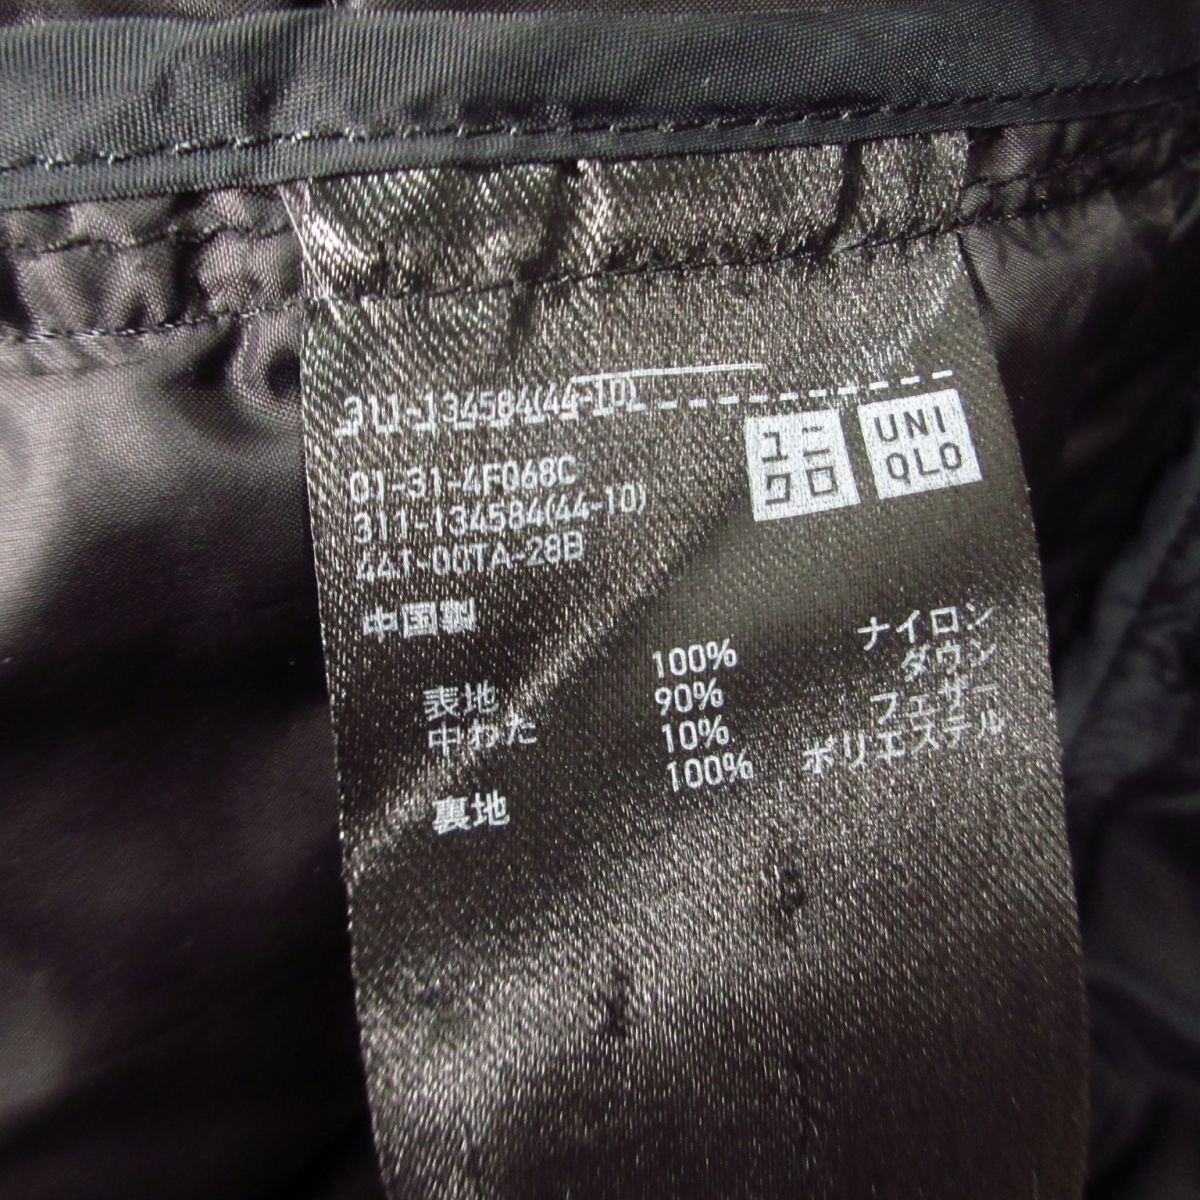 311-134584(44-10)
ユニクロ
UNIQLO
01-31-4F068C
311-134584(44-10)
441-00TA-28B
中国製
表地 100% ナイロン
中わた 90% ダウン
10% フェザー
裏地 100% ポリエステル